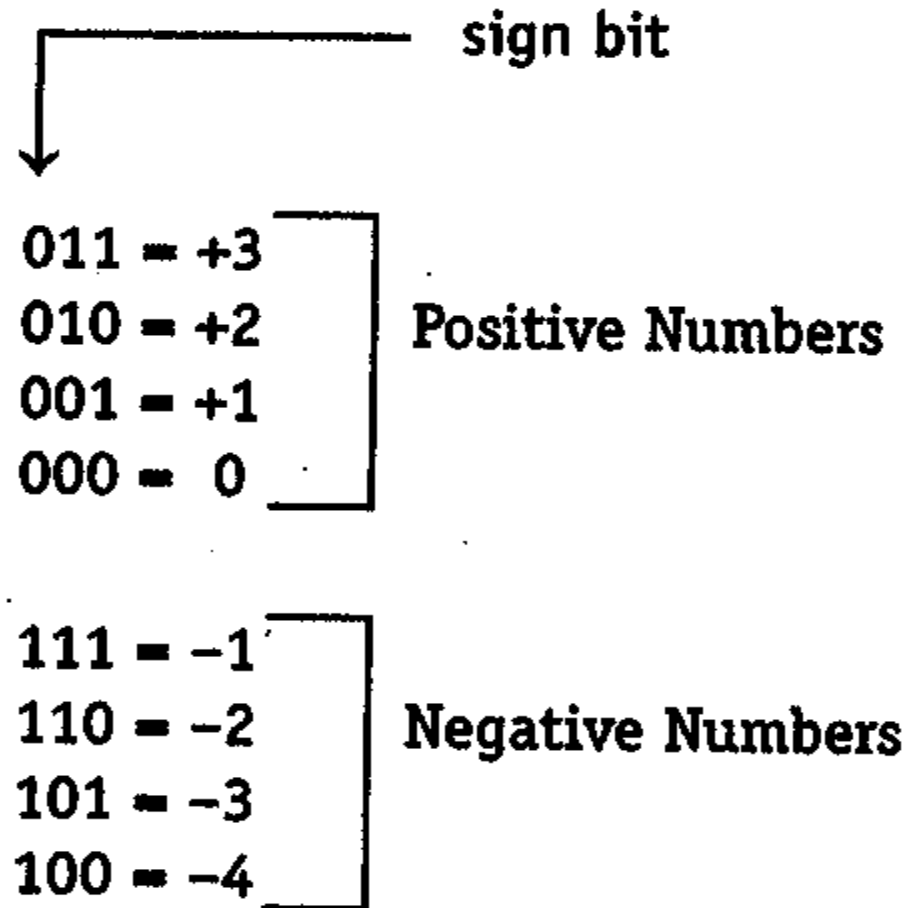 sign bit
011 = +3
010 = +2
001 = +1
000 = 0
Positive Numbers
111 = −1
110 = −2
101 = −3
100 = −4
Negative Numbers